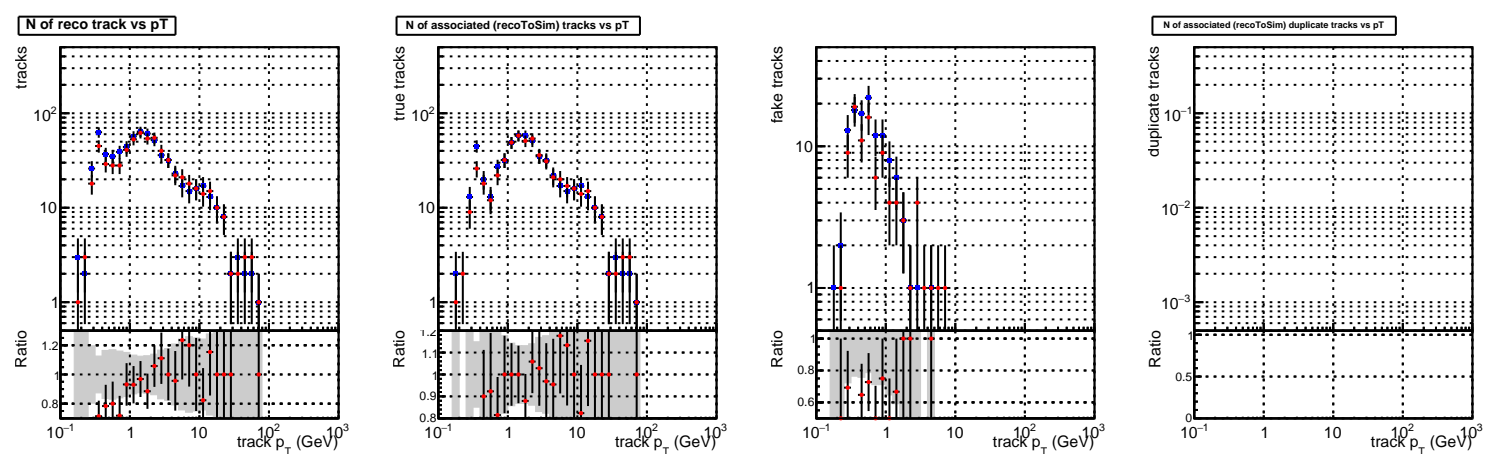 N of reco track vs pT
tracks
10²
10
1
Ratio
1.2
1
0.8
10⁻¹ 1 10 10² 10³
track p_T (GeV)
N of associated (recoToSim) tracks vs pT
true tracks
10²
10
1
Ratio
1.2
1.1
1
0.9
0.8
10⁻¹ 1 10 10² 10³
track p_T (GeV)
fake tracks
10
1
Ratio
1
0.8
0.6
10⁻¹ 1 10 10² 10³
track p_T (GeV)
N of associated (recoToSim) duplicate tracks vs pT
duplicate tracks
10⁻¹
10⁻²
10⁻³
Ratio
1
0.5
0
10⁻¹ 1 10 10² 10³
track p_T (GeV)